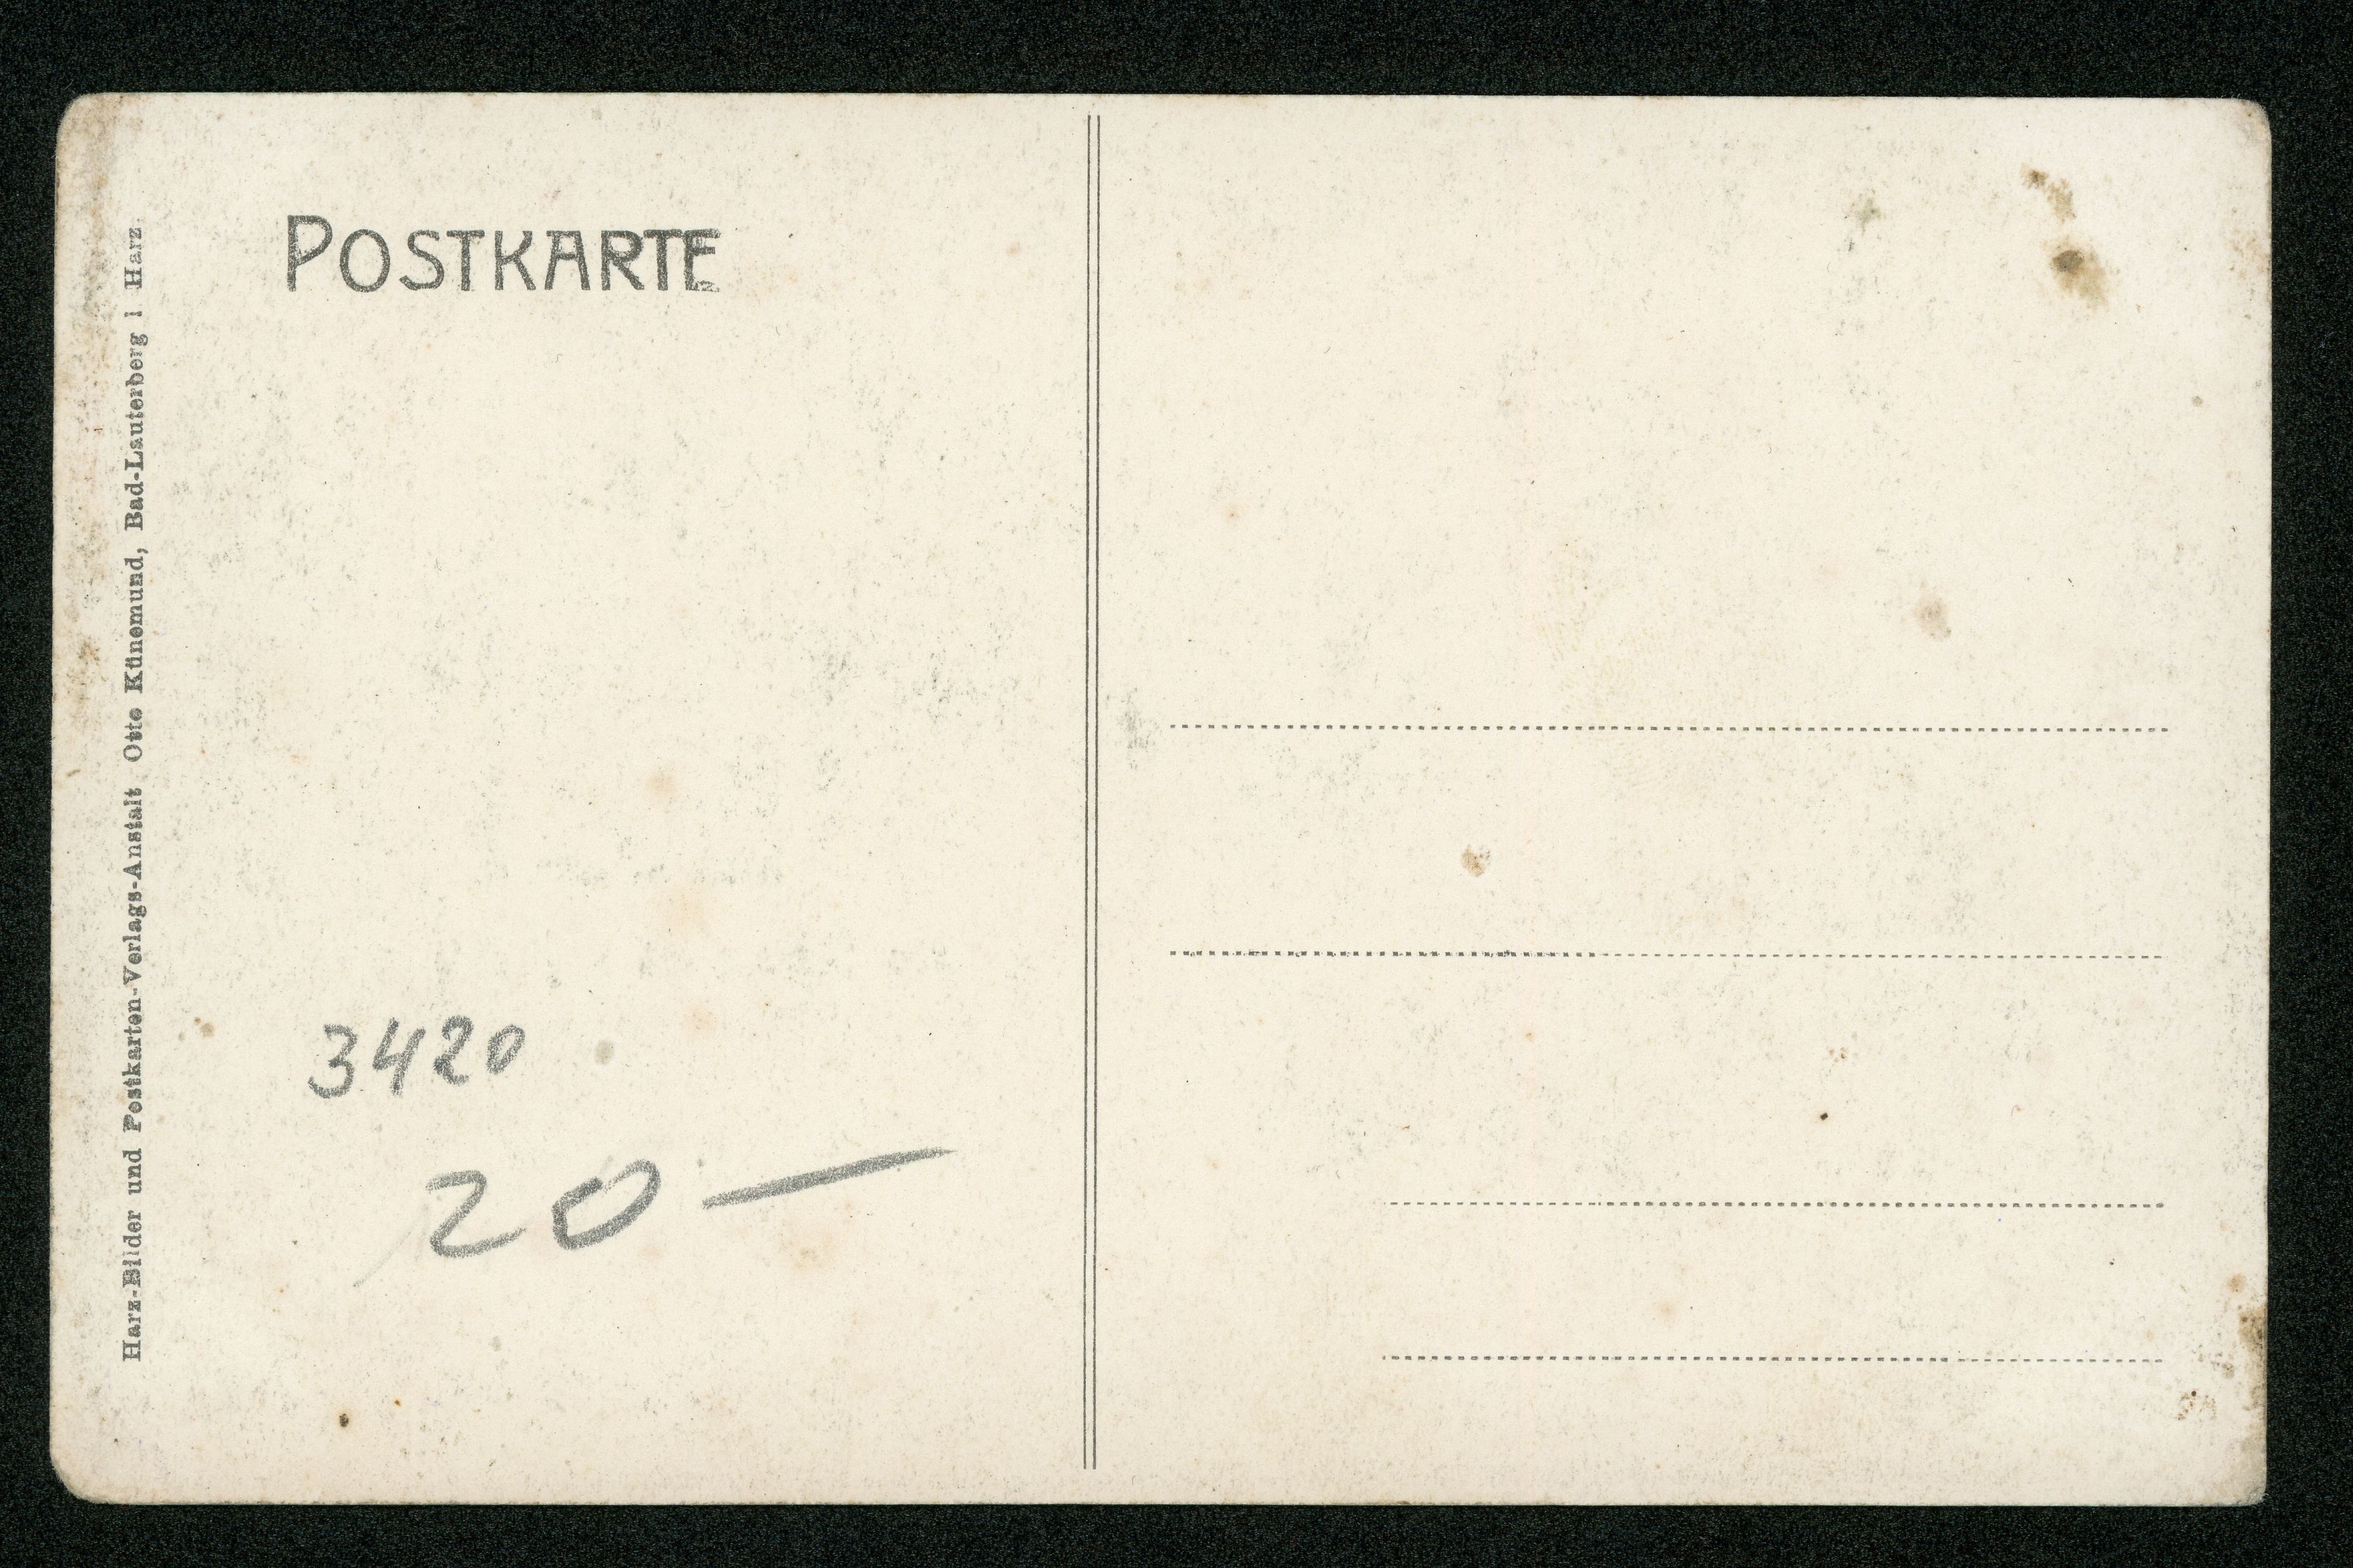 POSTKARTE
Harz-Bilder und Postkarten-Verlags-Anstalt Otto Künemund, Bad-Lauterberg i Harz
3420
20 —